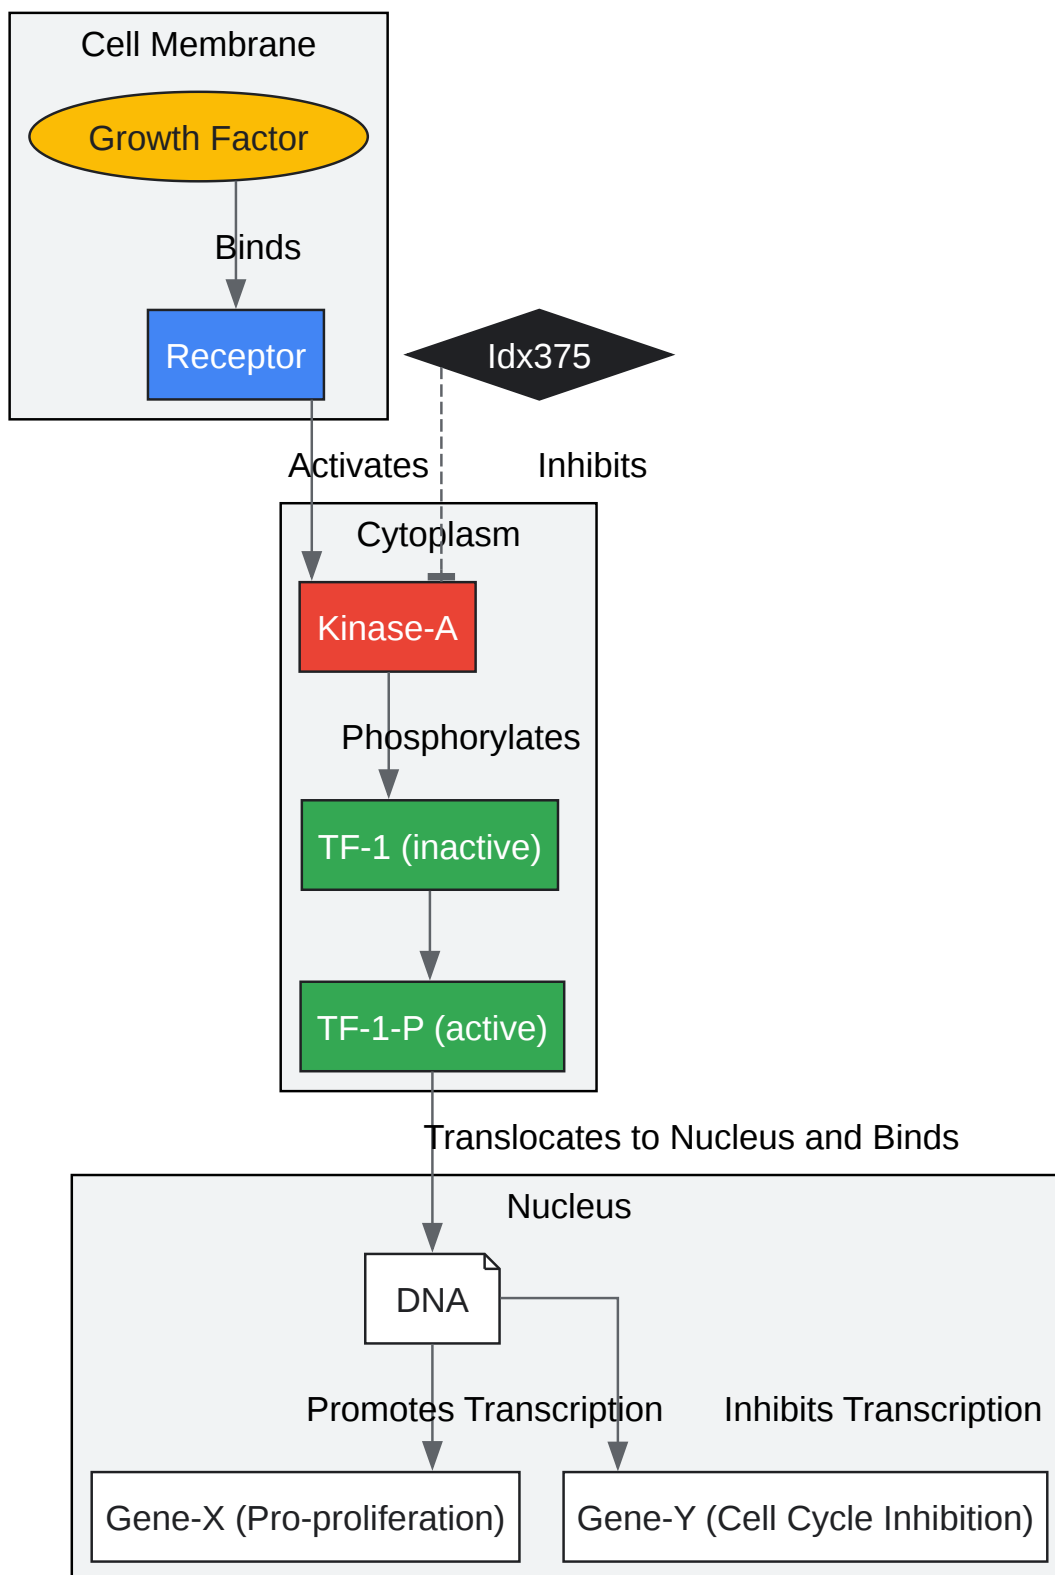 Cell Membrane
Growth Factor
Binds
Receptor
Idx375
Activates
Inhibits
Cytoplasm
Kinase-A
Phosphorylates
TF-1 (inactive)
TF-1-P (active)
Translocates to Nucleus and Binds
Nucleus
DNA
Promotes Transcription
Inhibits Transcription
Gene-X (Pro-proliferation)
Gene-Y (Cell Cycle Inhibition)